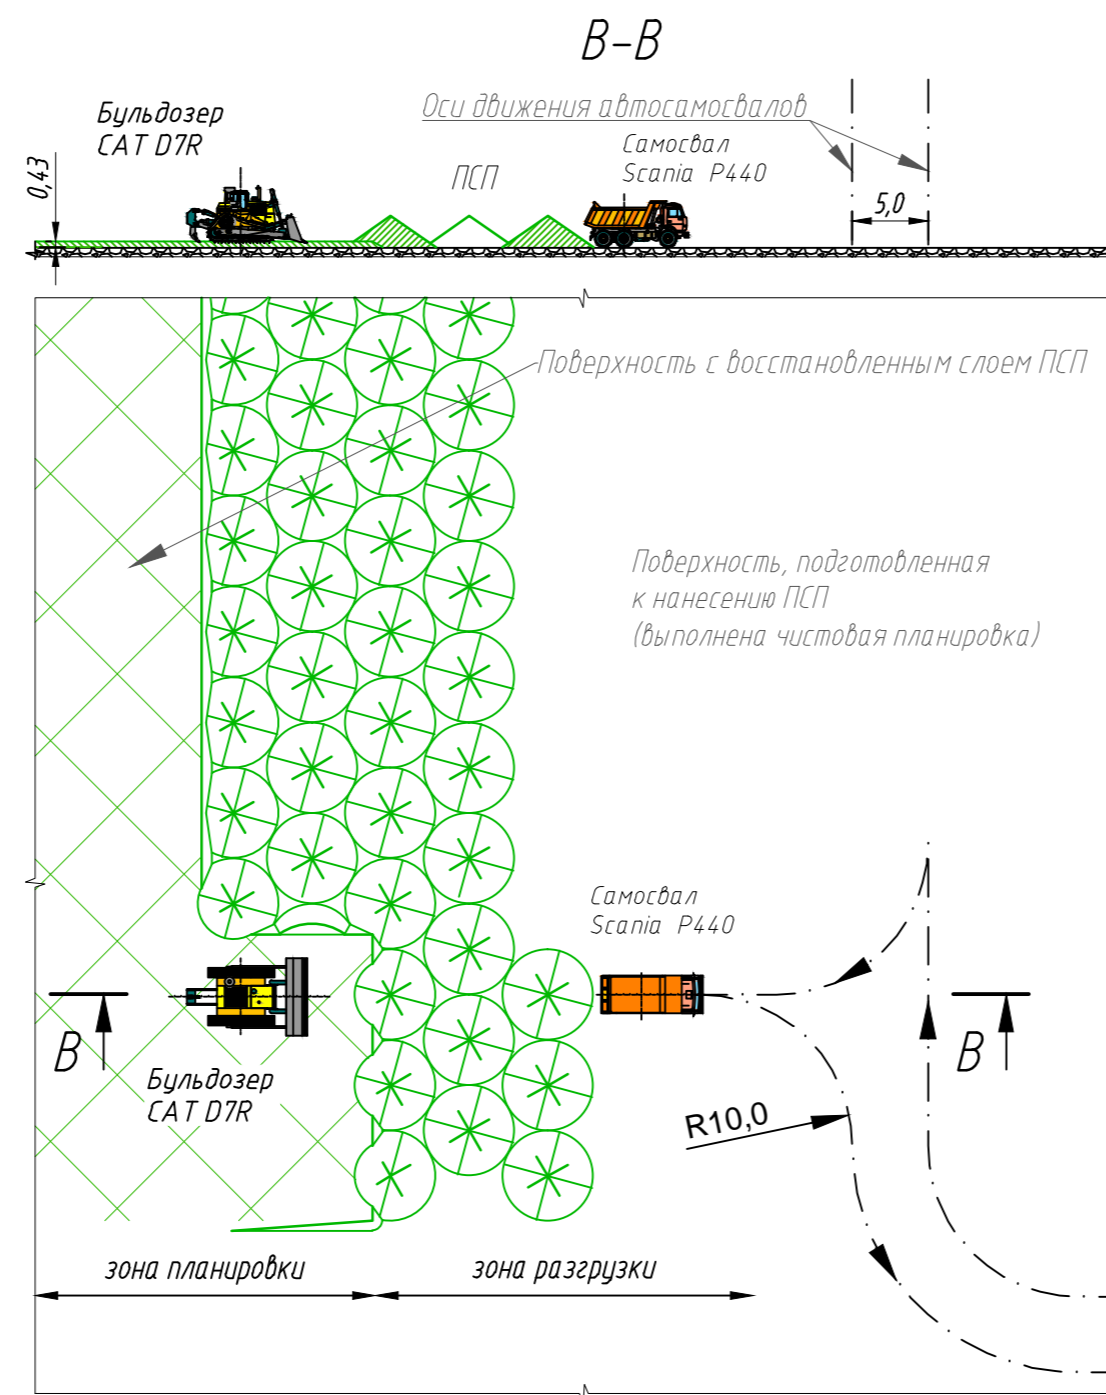 В-В
Бульдозер
CAT D7R
Оси движения автосамосвалов
Самосвал
Scania P440
ПСП
0,43
5,0
Поверхность с восстановленным слоем ПСП
Поверхность, подготовленная
к нанесению ПСП
(выполнена чистовая планировка)
Самосвал
Scania P440
В
В
Бульдозер
CAT D7R
R10,0
зона планировки
зона разгрузки